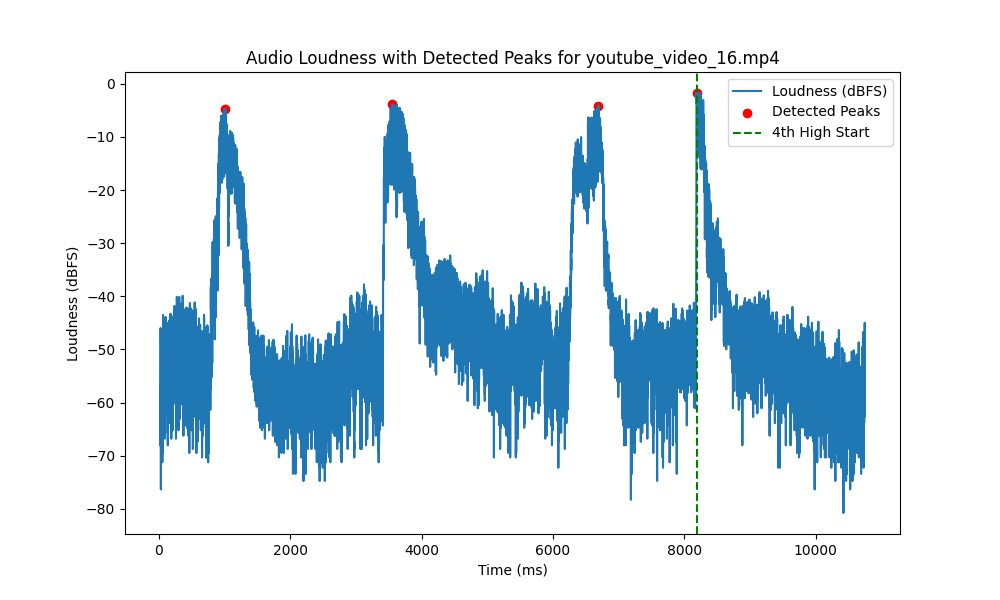 Audio Loudness with Detected Peaks for youtube_video_16.mp4
Loudness (dBFS)
Detected Peaks
4th High Start
0
−10
−20
−30
−40
−50
−60
−70
−80
Loudness (dBFS)
0 2000 4000 6000 8000 10000
Time (ms)